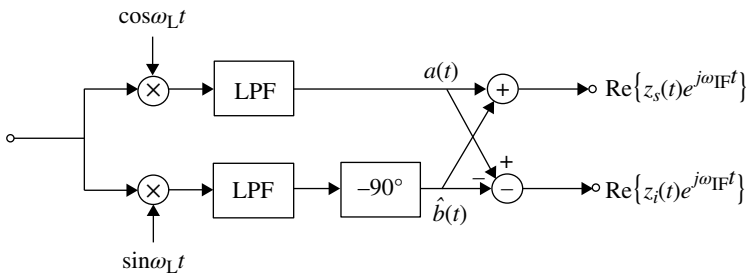 cosω_L t
× LPF a(t) + Re{z_s(t)e^{jω_IF t}}
+
× LPF –90° b̂(t) – – Re{z_i(t)e^{jω_IF t}}
sinω_L t